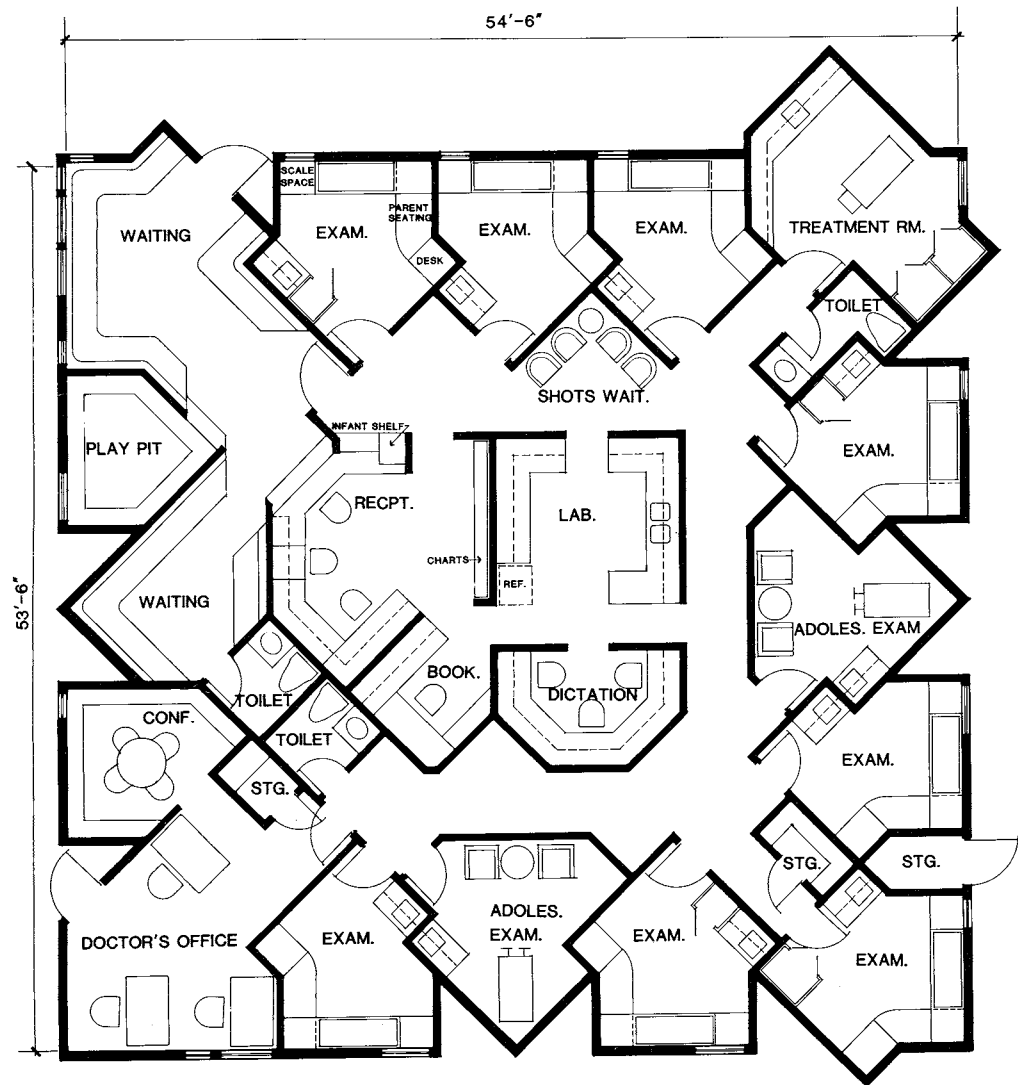 54'-6"
SCALE
SPACE
PARENT
SEATING
EXAM.
DESK
EXAM.
EXAM.
WAITING
TREATMENT RM.
TOILET
SHOTS WAIT.
INFANT SHELF
PLAY PIT
RECPT.
EXAM.
LAB.
CHARTS
REF.
53'-6"
WAITING
ADOLES. EXAM
BOOK.
DICTATION
TOILET
CONF.
TOILET
EXAM.
STG.
STG.
STG.
ADOLES.
EXAM.
DOCTOR'S OFFICE
EXAM.
EXAM.
EXAM.